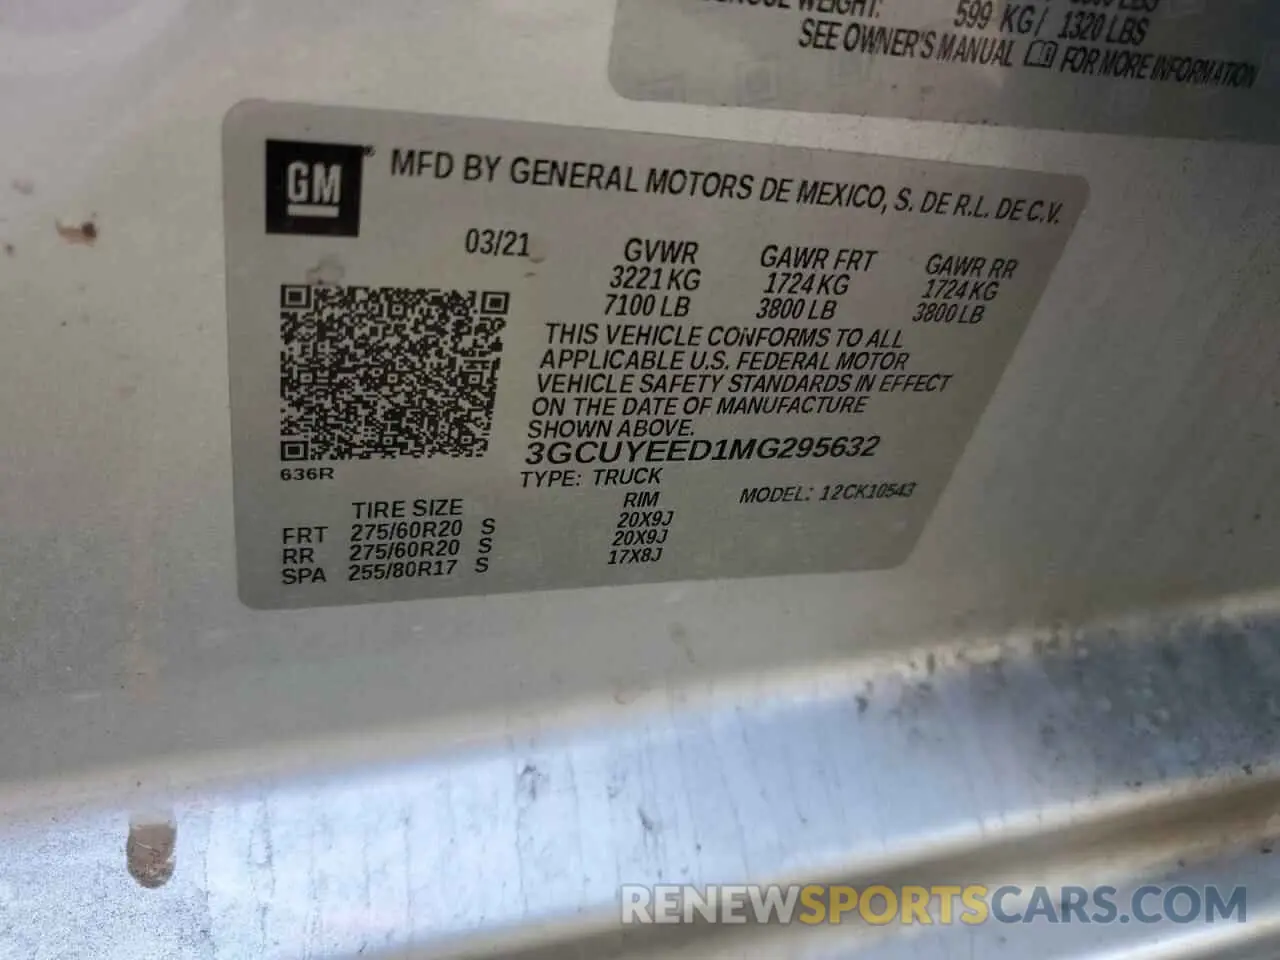 WEIGHT: 599 KG/ 1320 LBS
SEE OWNER'S MANUAL FOR MORE INFORMATION
GM® MFD BY GENERAL MOTORS DE MEXICO, S. DE R.L. DE C.V.
03/21 GVWR GAWR FRT GAWR RR
3221 KG 1724 KG 1724 KG
7100 LB 3800 LB 3800 LB
THIS VEHICLE CONFORMS TO ALL
APPLICABLE U.S. FEDERAL MOTOR
VEHICLE SAFETY STANDARDS IN EFFECT
ON THE DATE OF MANUFACTURE
SHOWN ABOVE.
3GCUYEED1MG295632
636R TYPE: TRUCK MODEL: 12CK10543
TIRE SIZE RIM
FRT 275/60R20 S 20X9J
RR 275/60R20 S 20X9J
SPA 255/80R17 S 17X8J
RENEWSPORTSCARS.COM